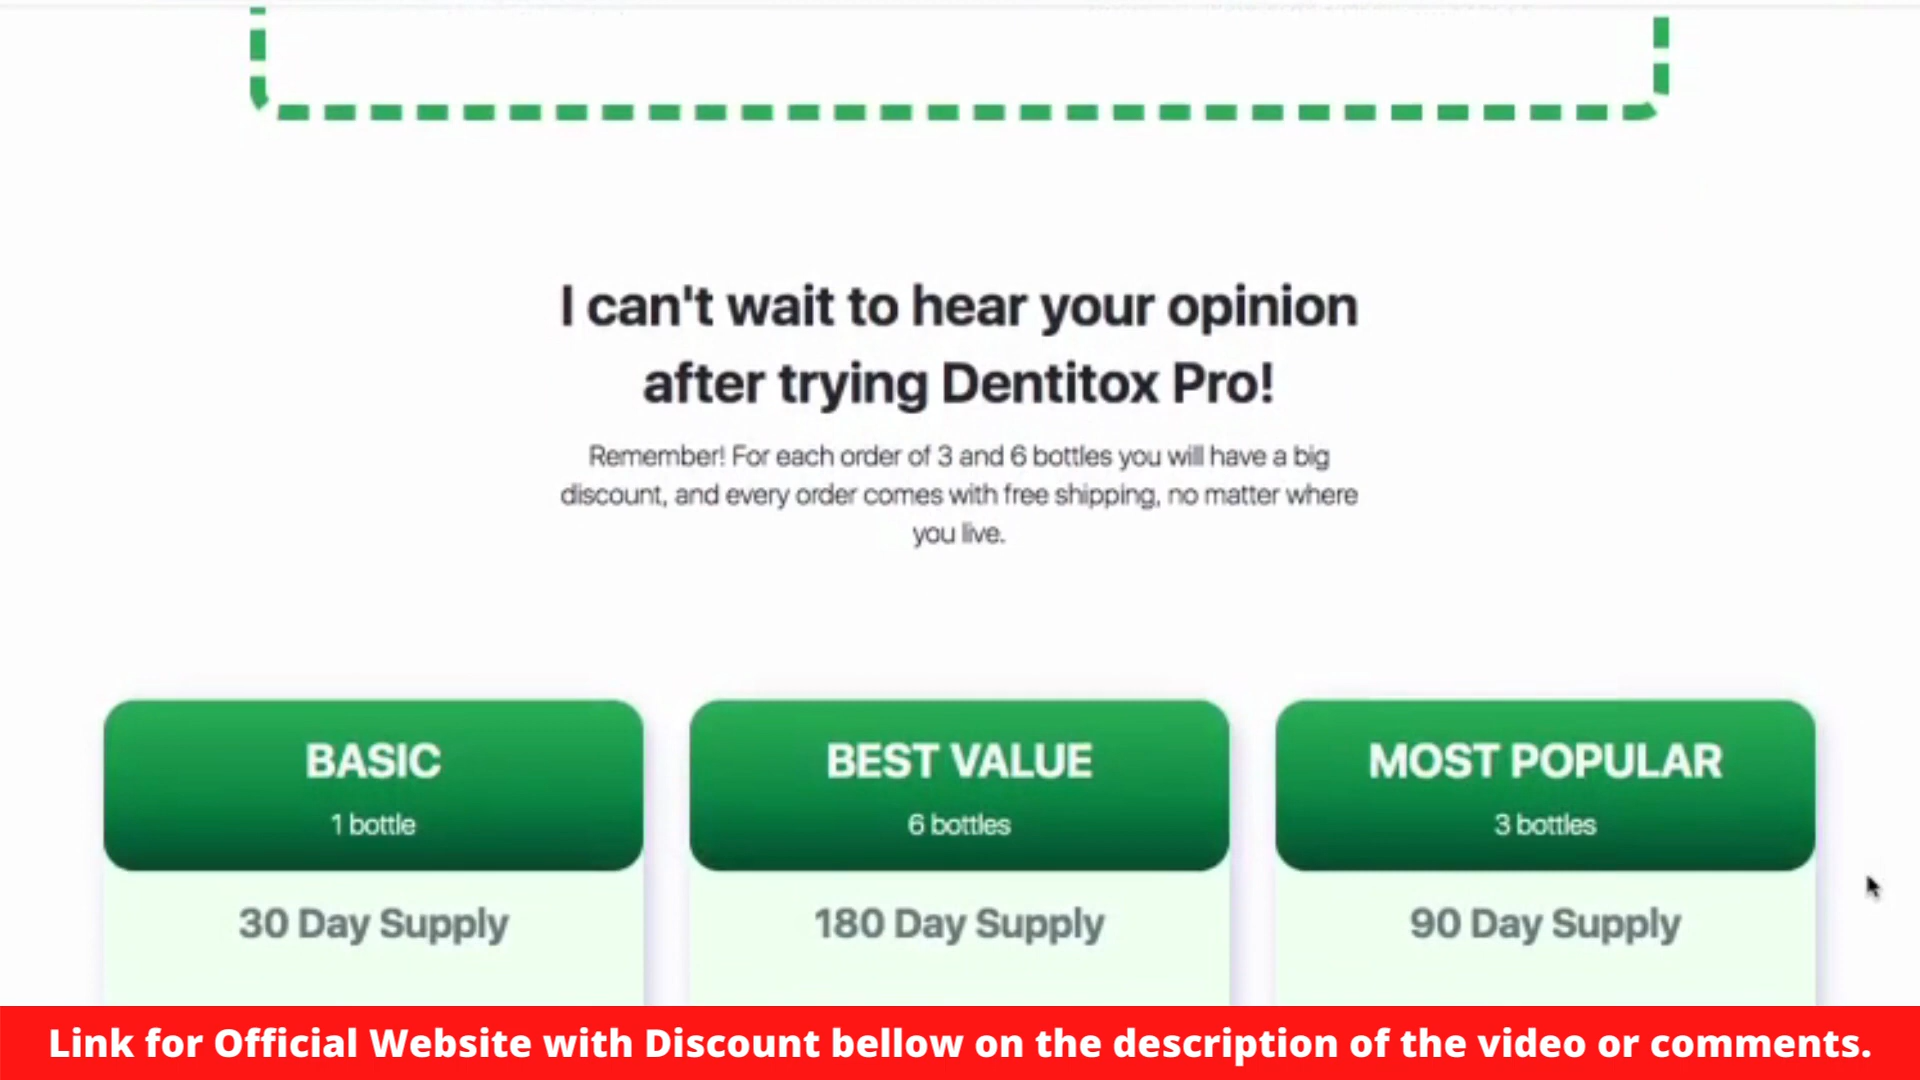 I can't wait to hear your opinion
after trying Dentitox Pro!
Remember! For each order of 3 and 6 bottles you will have a big
discount, and every order comes with free shipping, no matter where
you live.
BASIC
1 bottle
30 Day Supply
BEST VALUE
6 bottles
180 Day Supply
MOST POPULAR
3 bottles
90 Day Supply
Link for Official Website with Discount bellow on the description of the video or comments.